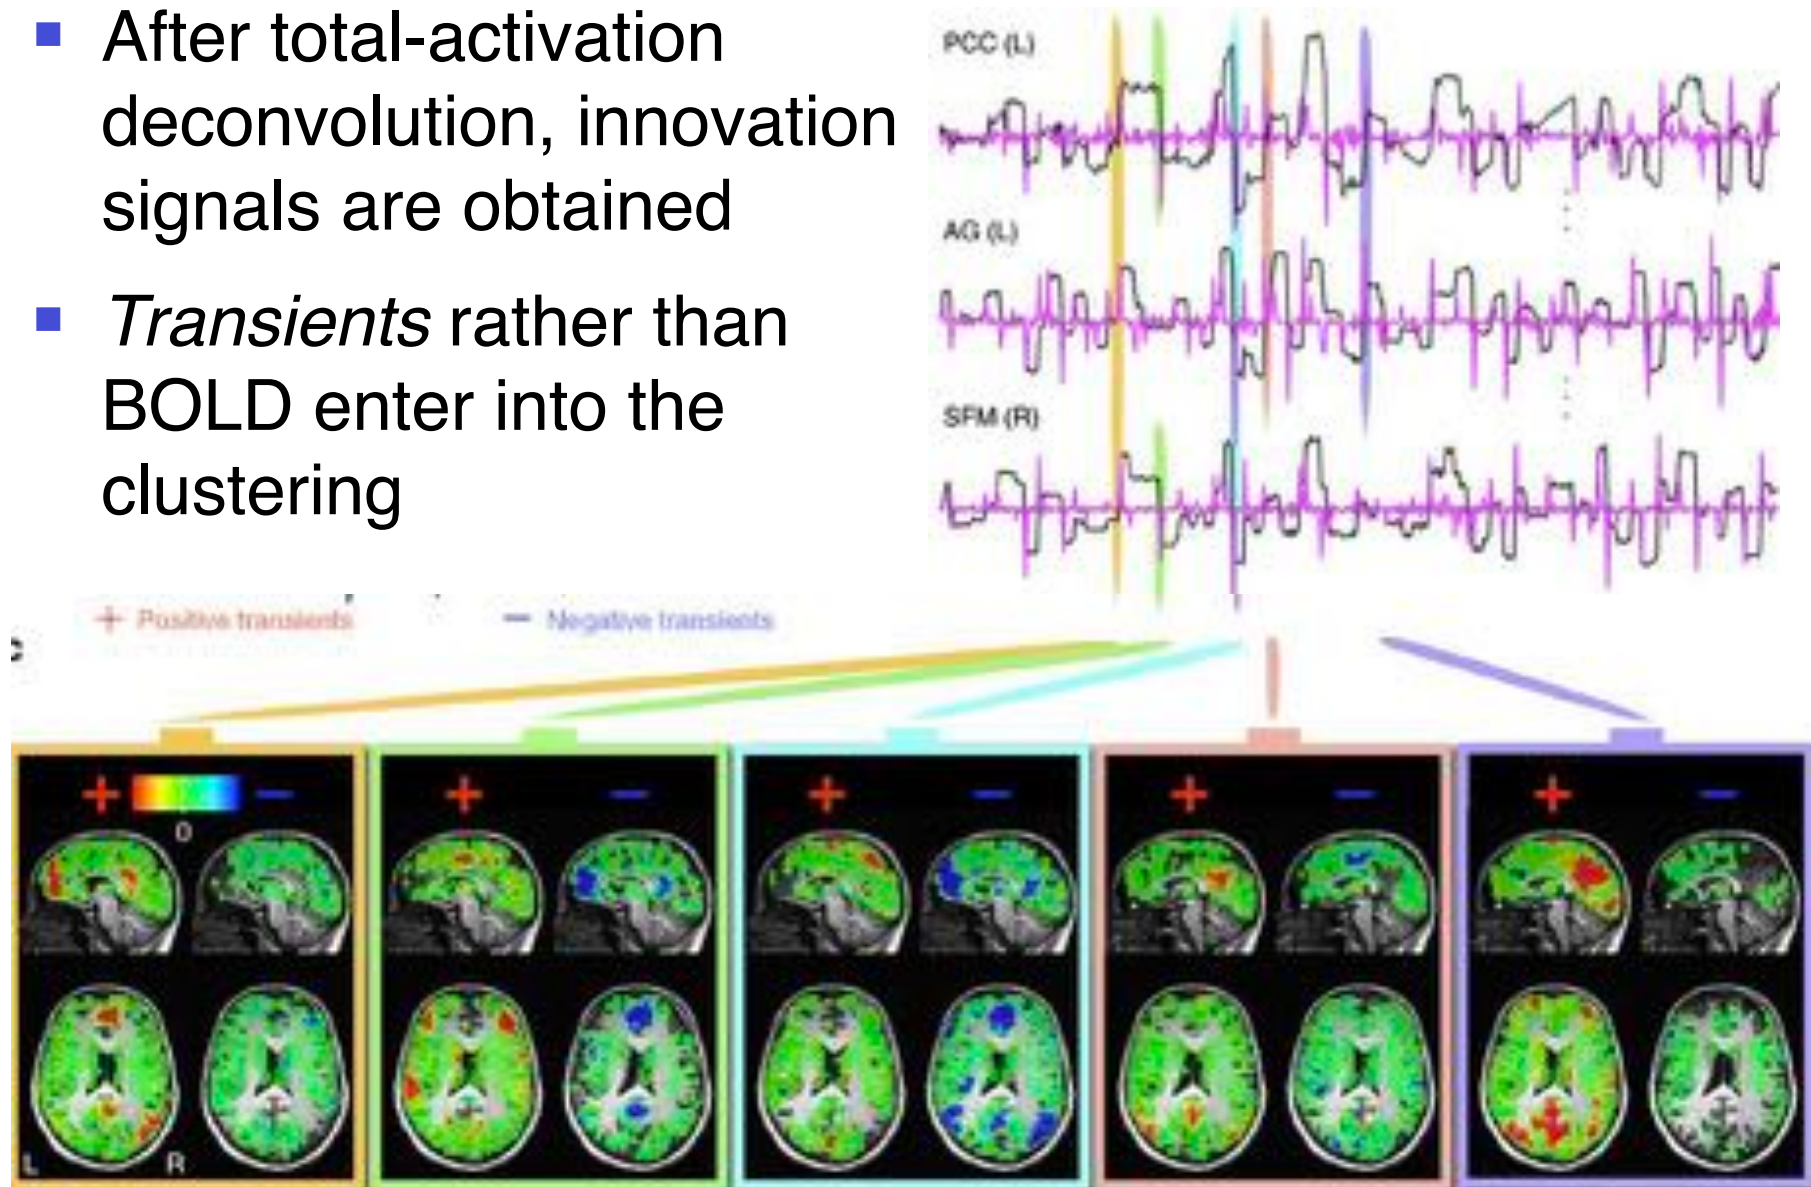 After total-activation
deconvolution, innovation
signals are obtained
Transients rather than
BOLD enter into the
clustering
PCC (L)
AG (L)
SFM (R)
+ Positive transients
− Negative transients
c
+ −
0
L R
+ −
+ −
+ −
+ −